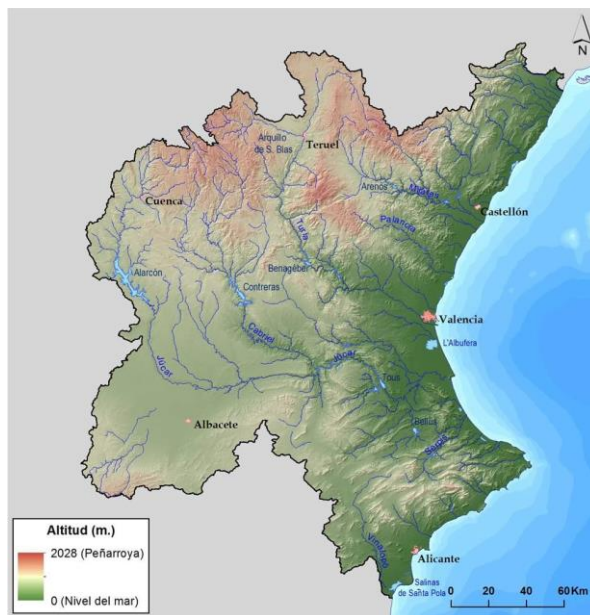 N
Arquillo
de S. Blas
Teruel
Arenós
Mijares
Cuenca
Castellón
Palancia
Turia
Benagéber
Alarcón
Contreras
Valencia
L'Albufera
Cabriel
Júcar
Júcar
Tous
Albacete
Bellús
Serpis
Vinalopó
Alicante
Salinas
de Santa Pola
Altitud (m.)
2028 (Peñarroya)
0 (Nivel del mar)
0 20 40 60 Km